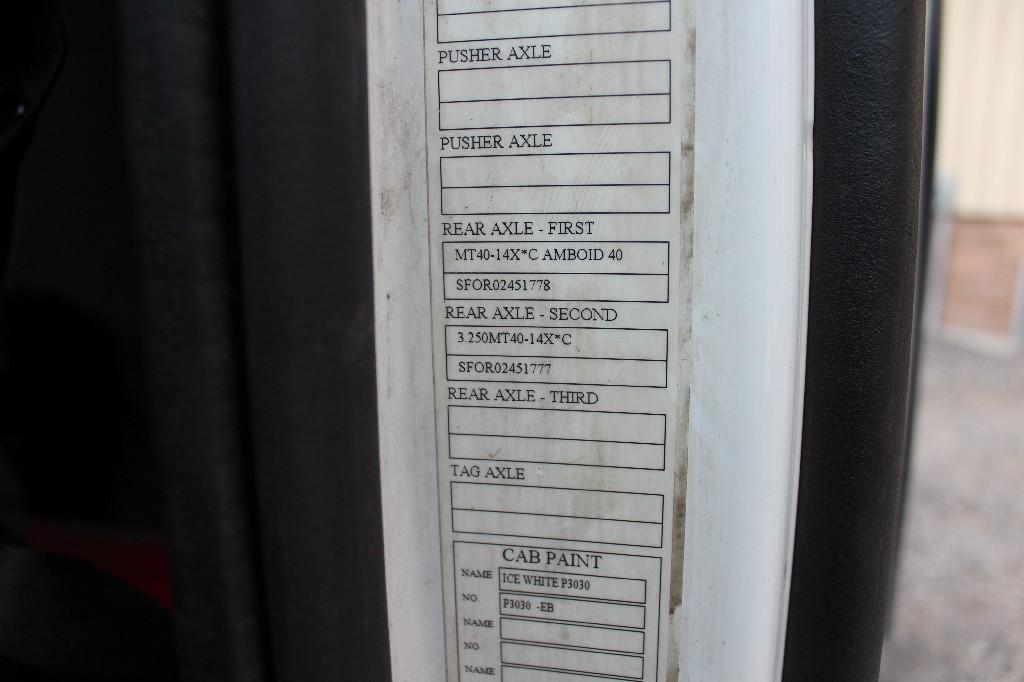 PUSHER AXLE
PUSHER AXLE
REAR AXLE - FIRST
MT40-14X*C AMBOID 40
SFOR02451778
REAR AXLE - SECOND
3.250MT40-14X*C
SFOR02451777
REAR AXLE - THIRD
TAG AXLE
CAB PAINT
NAME ICE WHITE P3030
NO. P3030 -EB
NAME
NO.
NAME